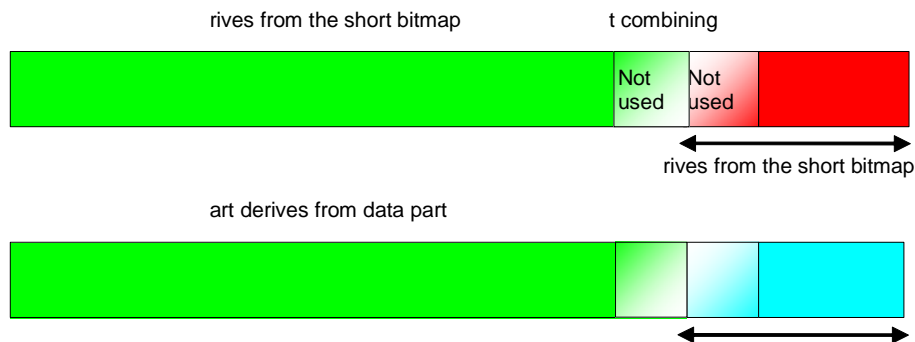 rives from the short bitmap t combining
Not Not
used used
rives from the short bitmap
art derives from data part